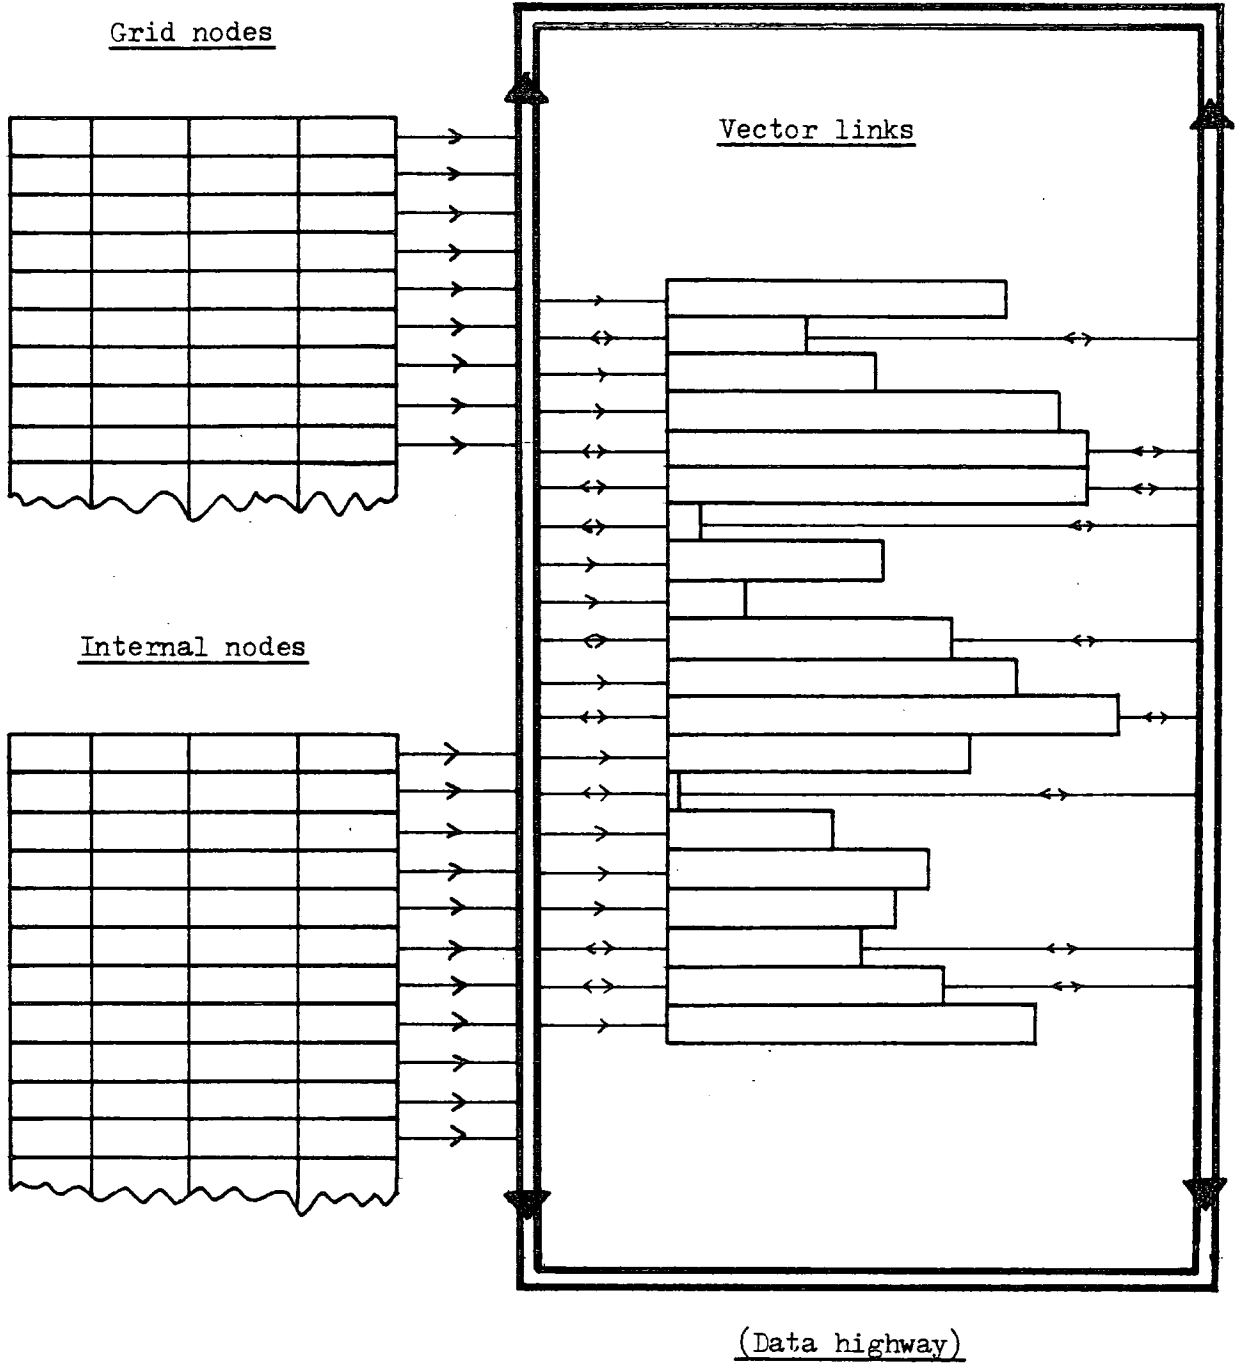 Grid nodes
Vector links
Internal nodes
(Data highway)